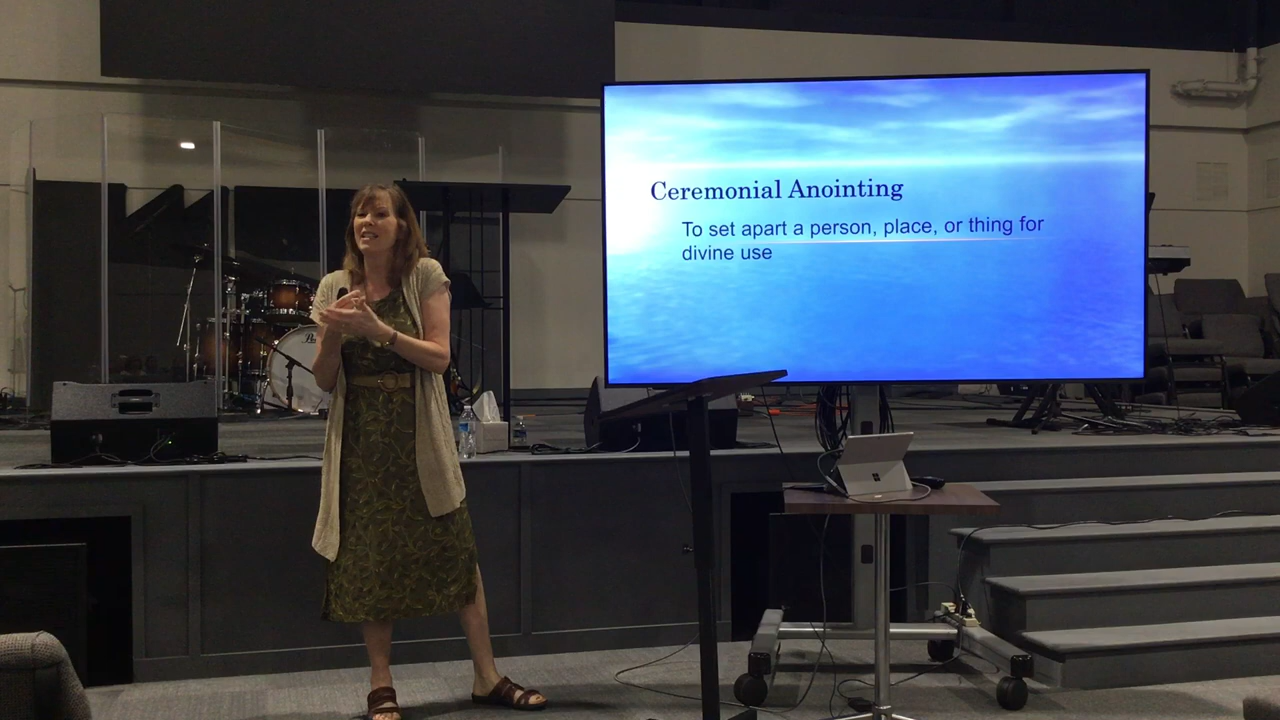 Ceremonial Anointing
To set apart a person, place, or thing for
divine use